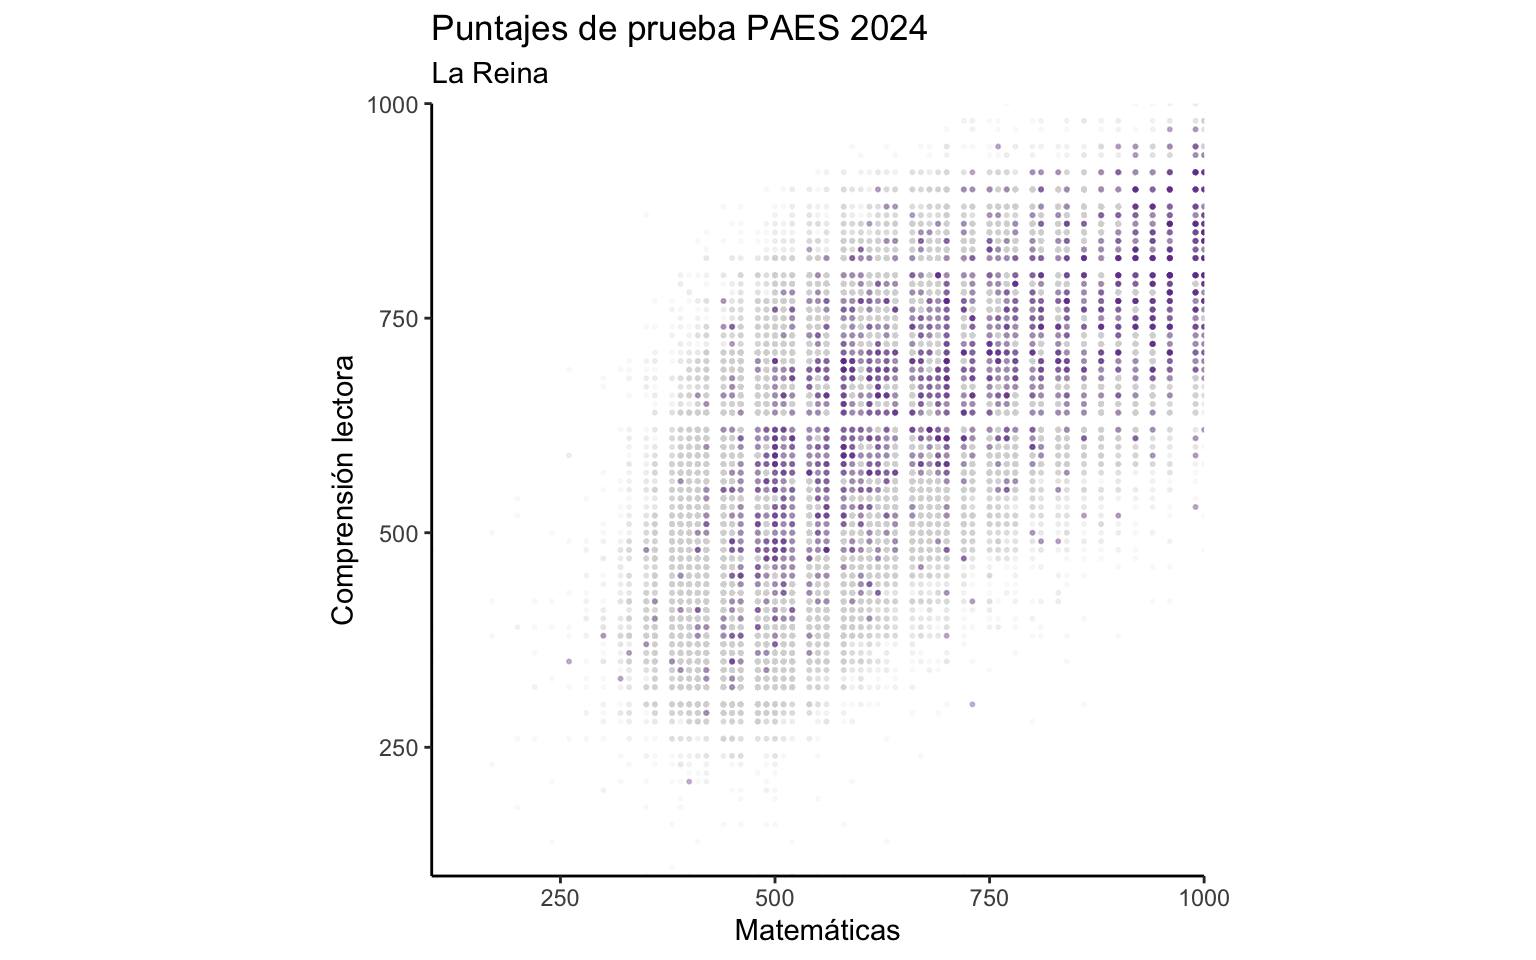 Puntajes de prueba PAES 2024
La Reina
1000
750
500
250
Comprensión lectora
250
500
750
1000
Matemáticas